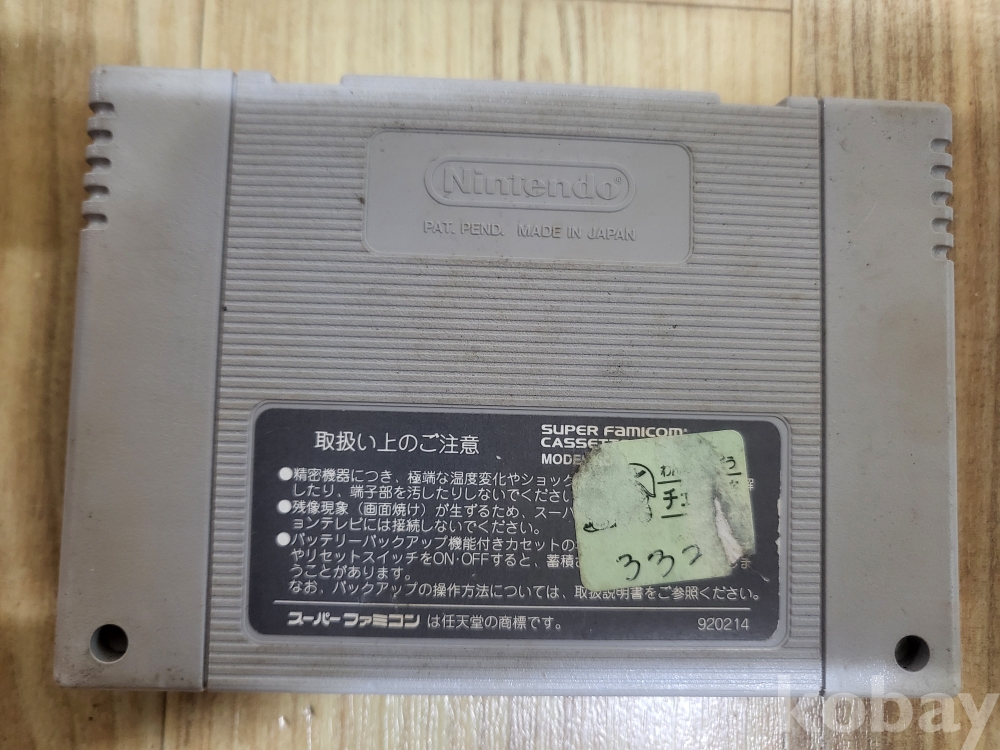 Nintendo®
PAT. PEND. MADE IN JAPAN
取扱い上のご注意
SUPER FAMICOM
CASSETT
MODE
●精密機器につき、極端な温度変化やショック
したり、端子部を汚したりしないでください
●残像現象（画面焼け）が生ずるため、スーパ
ョンテレビには接続しないでください。
●バッテリーバックアップ機能付きカセットの
やリセットスイッチをON・OFFすると、蓄積さ
うことがあります。
なお、バックアップの操作方法については、取扱説明書をご参照ください。
チ
332
スーパーファミコン は任天堂の商標です。
920214
kobay